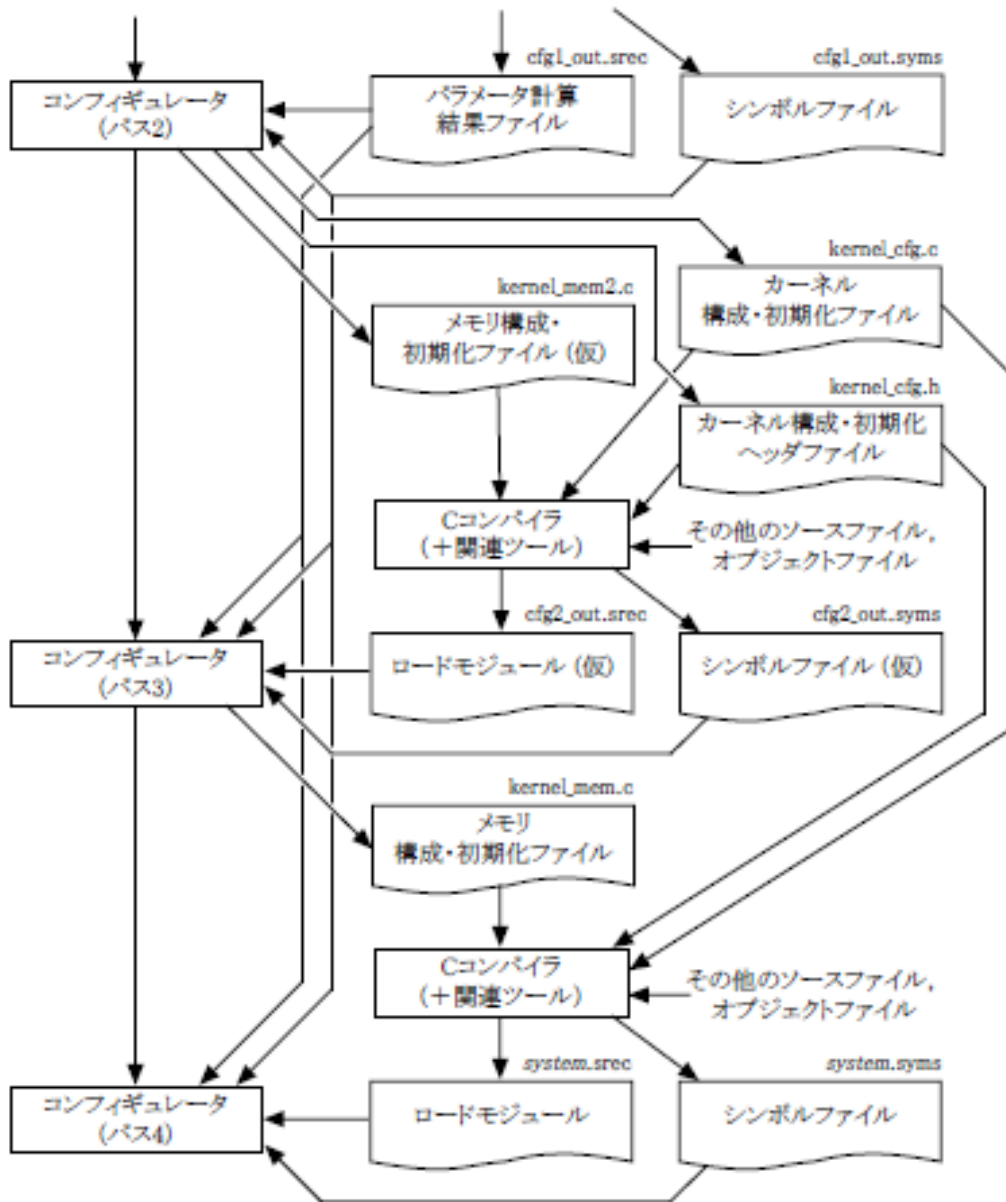 cfg1_out.srec
cfg1_out.syms
コンフィギュレータ
(パス2)
パラメータ計算
結果ファイル
シンボルファイル
kernel_cfg.c
カーネル
構成・初期化ファイル
kernel_mem2.c
メモリ構成・
初期化ファイル (仮)
kernel_cfg.h
カーネル構成・初期化
ヘッダファイル
Cコンパイラ
(＋関連ツール)
その他のソースファイル,
オブジェクトファイル
cfg2_out.srec
cfg2_out.syms
コンフィギュレータ
(パス3)
ロードモジュール (仮)
シンボルファイル (仮)
kernel_mem.c
メモリ
構成・初期化ファイル
Cコンパイラ
(＋関連ツール)
その他のソースファイル,
オブジェクトファイル
system.srec
system.syms
コンフィギュレータ
(パス4)
ロードモジュール
シンボルファイル